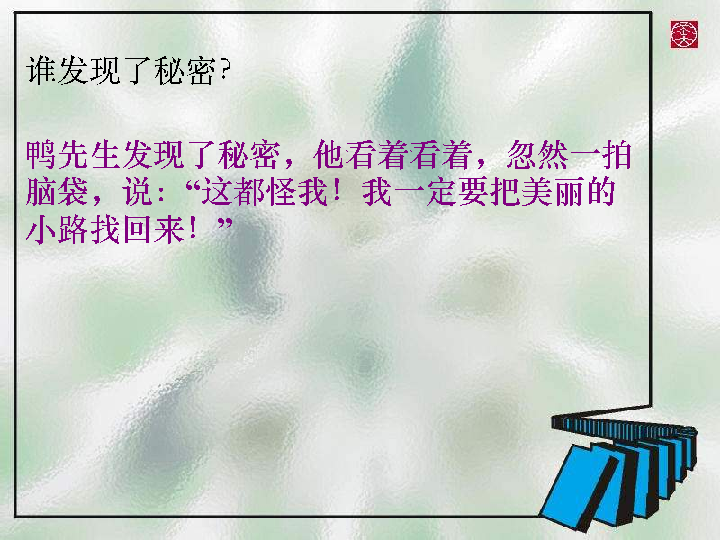 谁发现了秘密？
鸭先生发现了秘密，他看着看着，忽然一拍
脑袋，说：“这都怪我！我一定要把美丽的
小路找回来！”